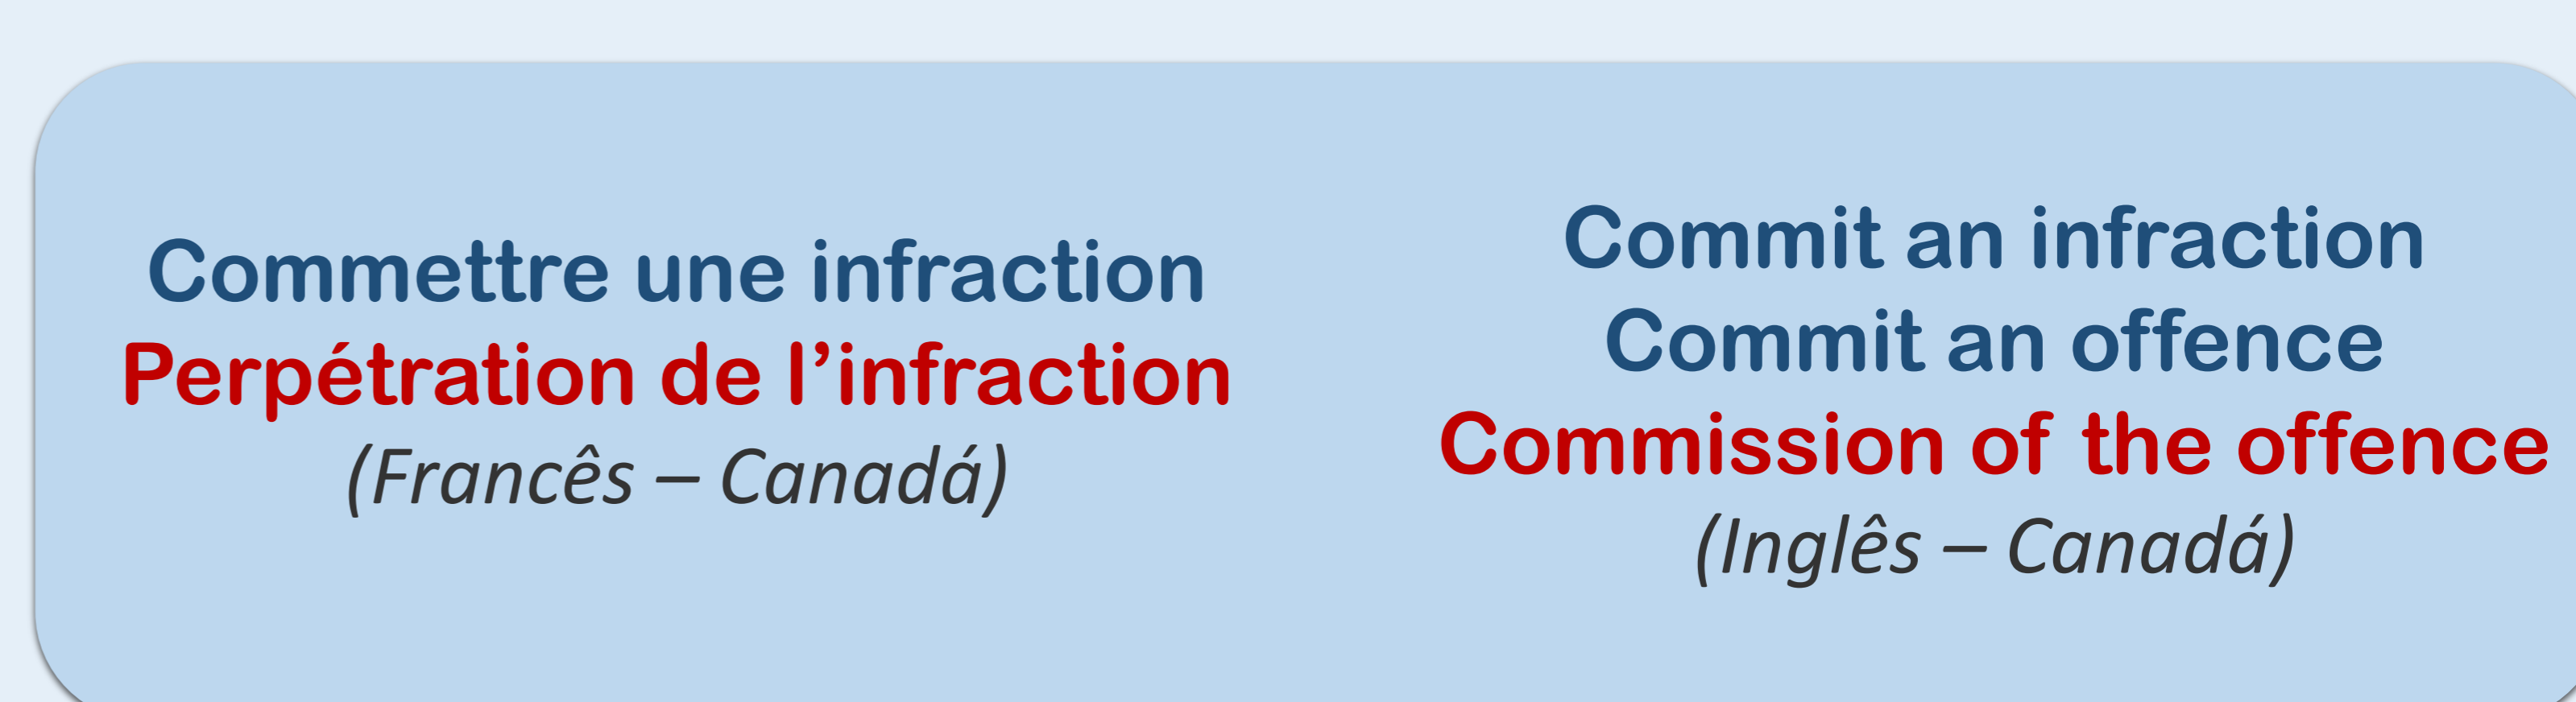 Commettre une infraction
Perpétration de l’infraction
(Francês – Canadá)
Commit an infraction
Commit an offence
Commission of the offence
(Inglês – Canadá)